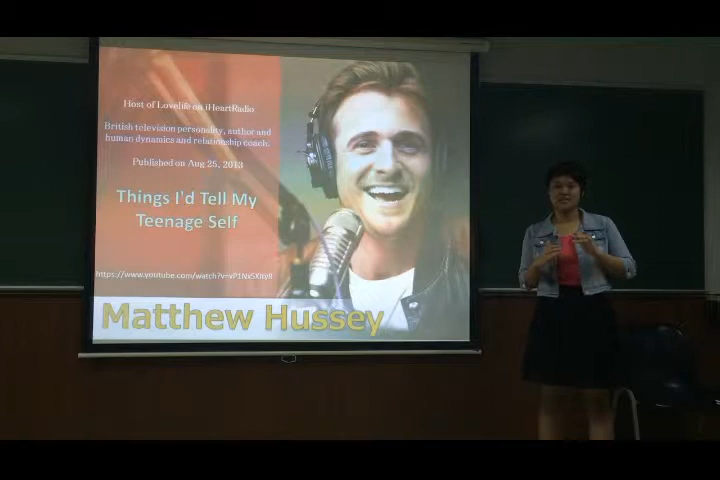 Host of Lovelife on iHeartRadio
British television personality, author and
human dynamics and relationship coach.
Published on Aug 25, 2013
Things I'd Tell My
Teenage Self
Matthew Hussey